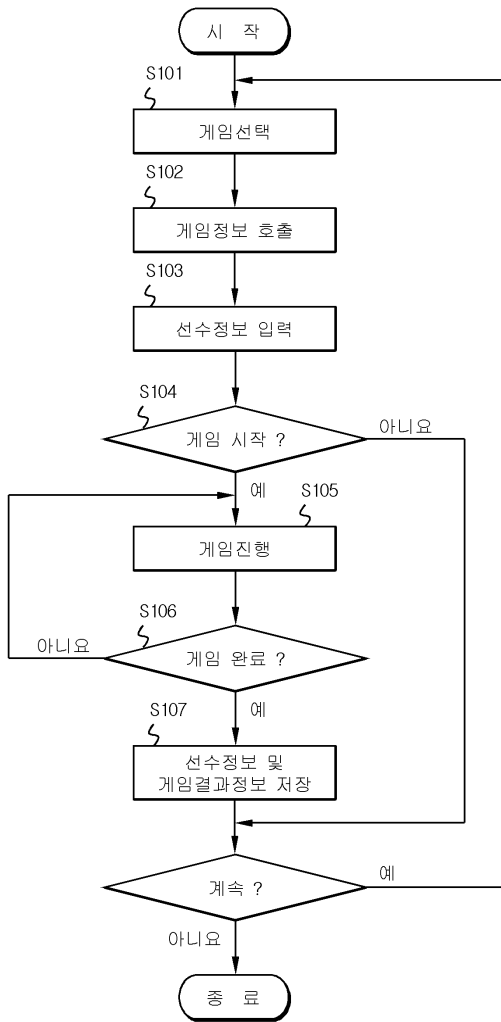 시 작
S101
게임선택
S102
게임정보 호출
S103
선수정보 입력
S104
게임 시작 ?
아니요
예
S105
게임진행
S106
게임 완료 ?
아니요
예
S107
선수정보 및
게임결과정보 저장
계속 ?
예
아니요
종 료